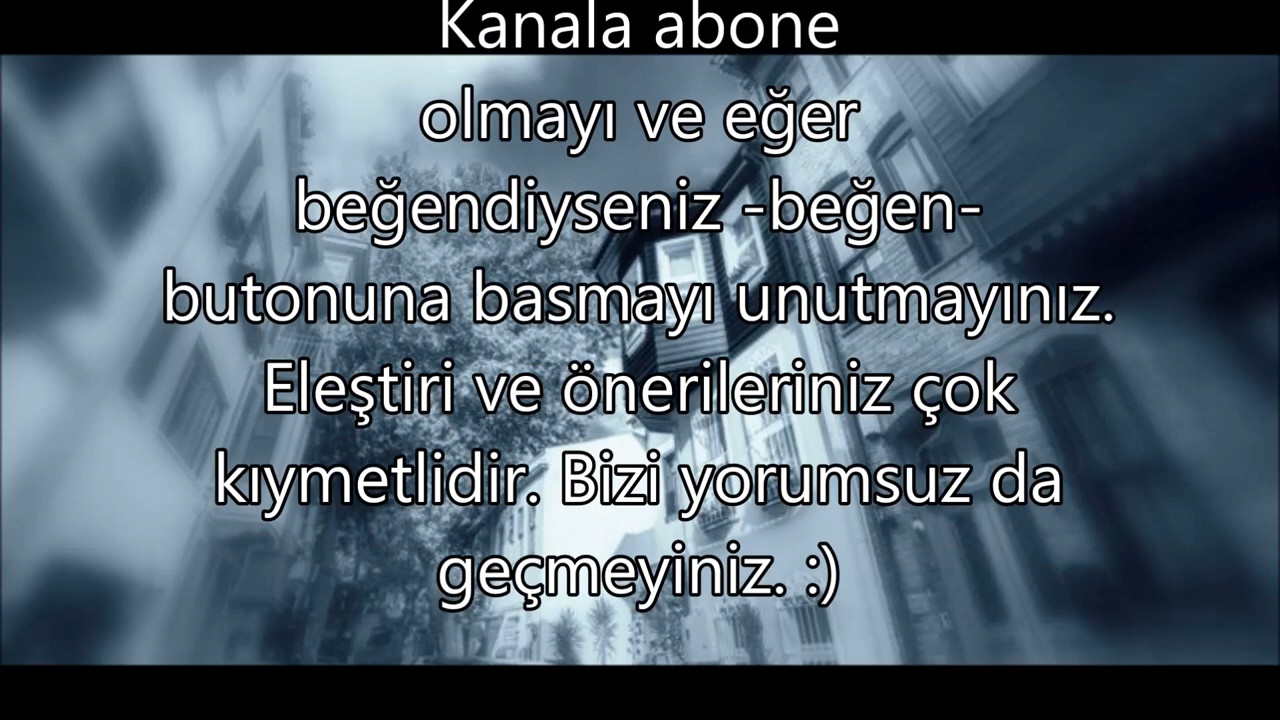 Kanala abone
olmayı ve eğer
beğendiyseniz -beğen-
butonuna basmayı unutmayınız.
Eleştiri ve önerileriniz çok
kıymetlidir. Bizi yorumsuz da
geçmeyiniz. :)